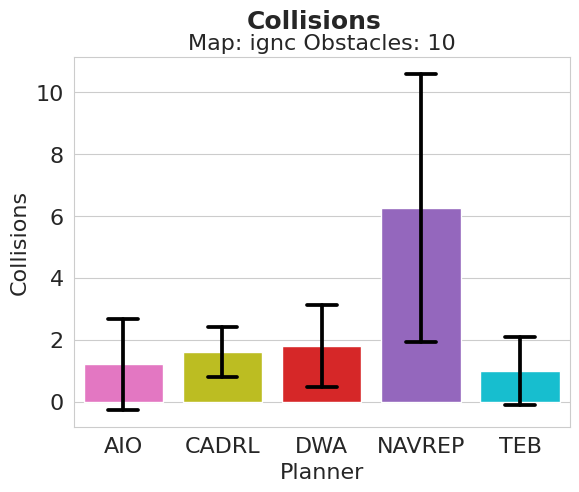 Collisions
Map: ignc Obstacles: 10
10
8
6
4
2
0
Collisions
AIO CADRL DWA NAVREP TEB
Planner